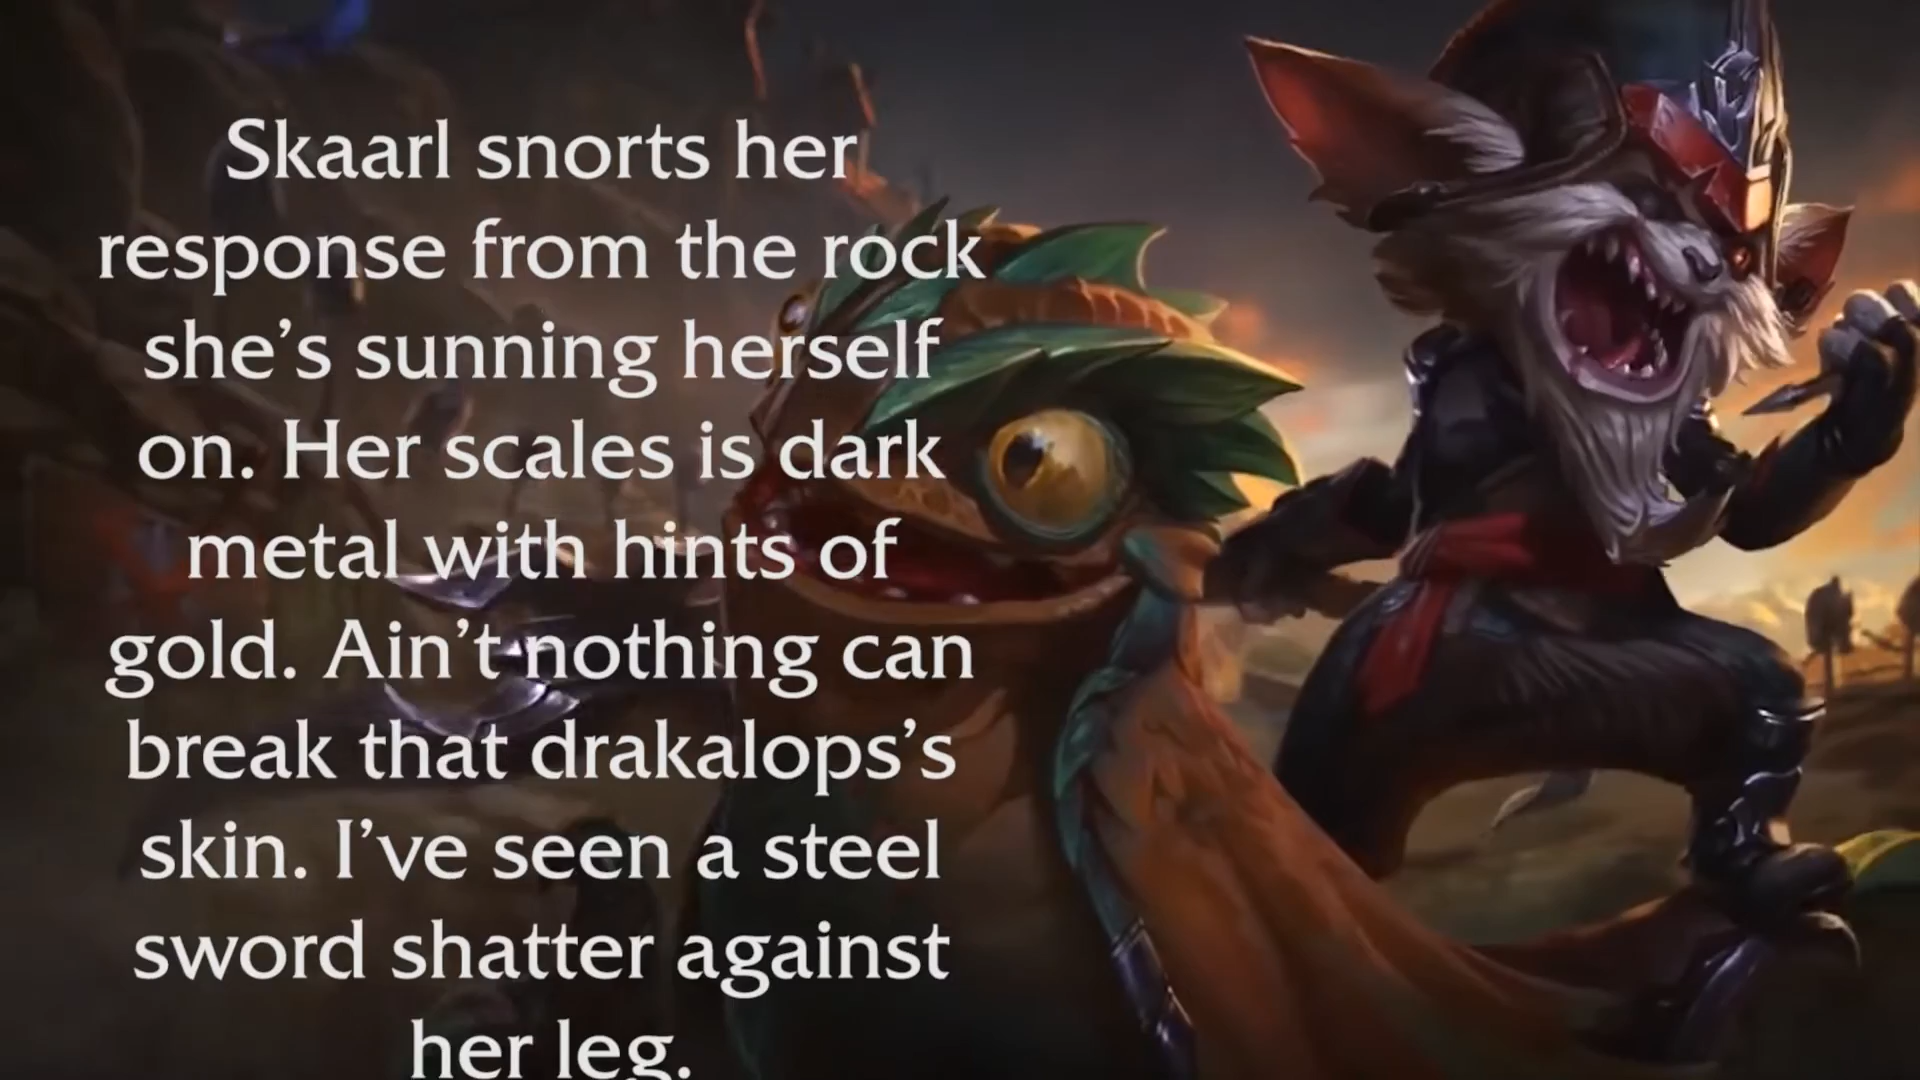 Skaarl snorts her
response from the rock
she’s sunning herself
on. Her scales is dark
metal with hints of
gold. Ain’t nothing can
break that drakalops’s
skin. I’ve seen a steel
sword shatter against
her leg.